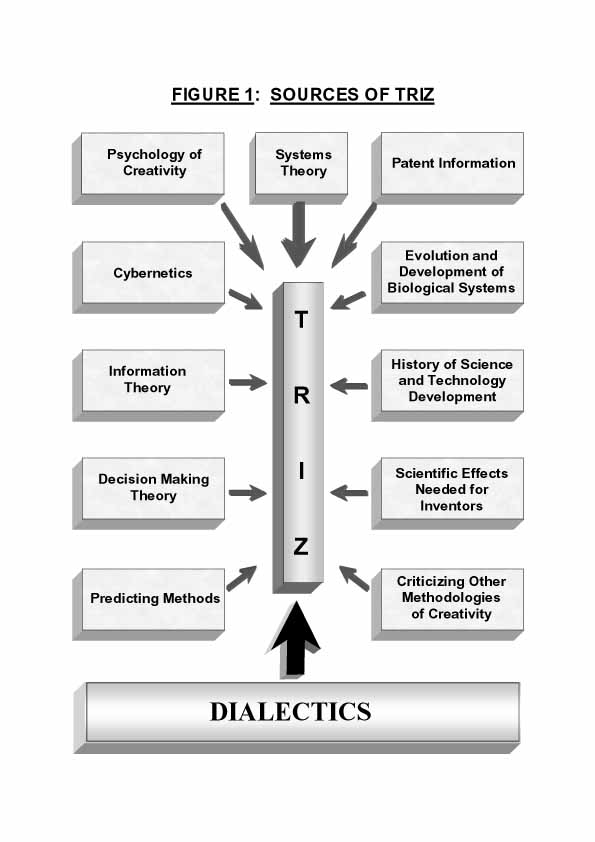 FIGURE 1: SOURCES OF TRIZ
Psychology of
Creativity
Systems
Theory
Patent Information
Cybernetics
Evolution and
Development of
Biological Systems
Information
Theory
History of Science
and Technology
Development
Decision Making
Theory
Scientific Effects
Needed for
Inventors
Predicting Methods
Criticizing Other
Methodologies
of Creativity
T
R
I
Z
DIALECTICS